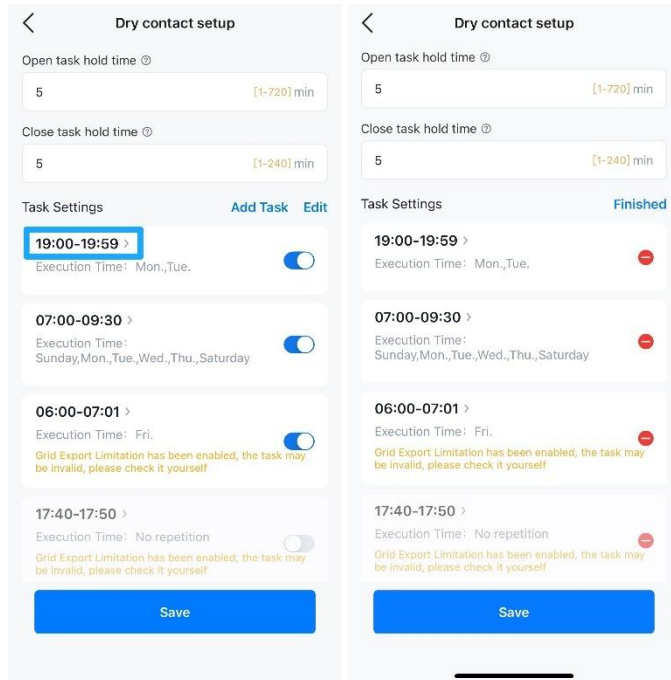 Dry contact setup
Open task hold time ?
5 [1-720] min
Close task hold time ?
5 [1-240] min
Task Settings Add Task Edit
19:00-19:59 >
Execution Time: Mon.,Tue.
07:00-09:30 >
Execution Time:
Sunday,Mon.,Tue.,Wed.,Thu.,Saturday
06:00-07:01 >
Execution Time: Fri.
Grid Export Limitation has been enabled, the task may
be invalid, please check it yourself
17:40-17:50 >
Execution Time: No repetition
Grid Export Limitation has been enabled, the task may
be invalid, please check it yourself
Save
Dry contact setup
Open task hold time ?
5 [1-720] min
Close task hold time ?
5 [1-240] min
Task Settings Finished
19:00-19:59 >
Execution Time: Mon.,Tue.
07:00-09:30 >
Execution Time:
Sunday,Mon.,Tue.,Wed.,Thu.,Saturday
06:00-07:01 >
Execution Time: Fri.
Grid Export Limitation has been enabled, the task may
be invalid, please check it yourself
17:40-17:50 >
Execution Time: No repetition
Grid Export Limitation has been enabled, the task may
be invalid, please check it yourself
Save